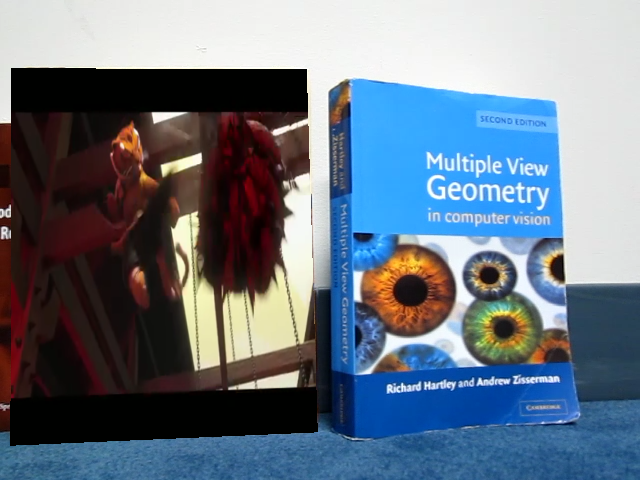 SECOND EDITION
Multiple View
Geometry
in computer vision
Richard Hartley and Andrew Zisserman
CAMBRIDGE
Hartley and
Zisserman
Multiple View Geometry